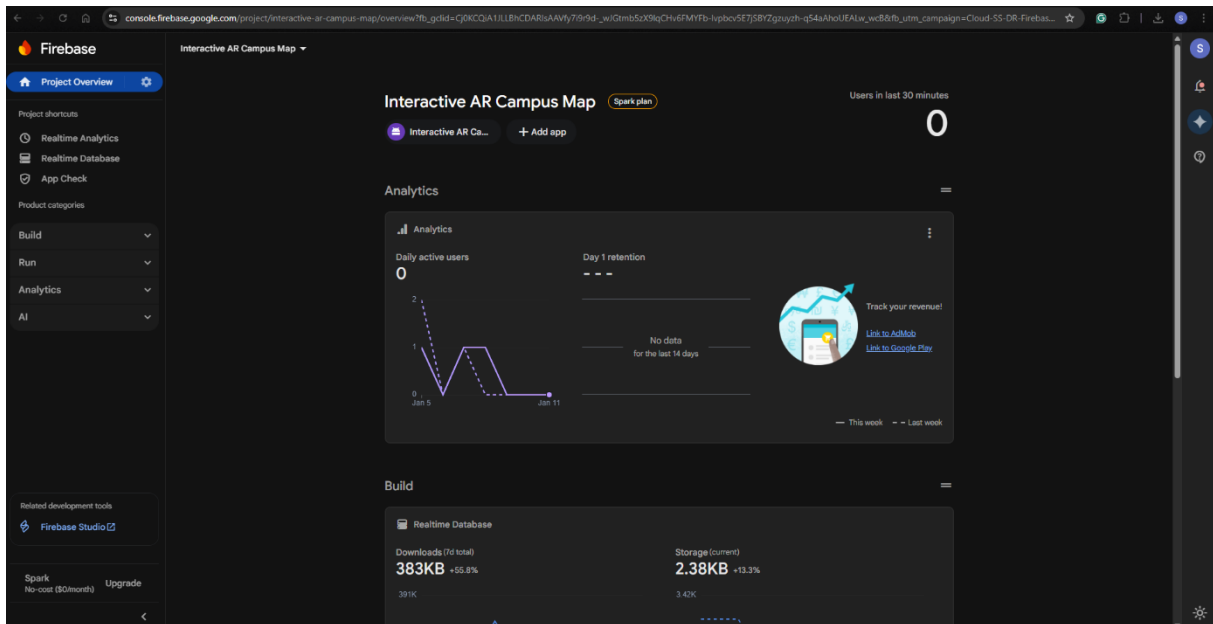 console.firebase.google.com/project/interactive-ar-campus-map/overview?fb_gclid=
S
Firebase
Interactive AR Campus Map
S
Project Overview
Project shortcuts
Realtime Analytics
Realtime Database
App Check
Product categories
Build
Run
Analytics
AI
Related development tools
Firebase Studio
Spark
No-cost ($0/month)
Upgrade
Interactive AR Campus Map
Spark plan
Users in last 30 minutes
0
Interactive AR Ca...
+ Add app
Analytics
Analytics
Daily active users
0
Day 1 retention
- - -
2
1
0
Jan 5
Jan 11
No data
for the last 14 days
Track your revenue!
Link to AdMob
Link to Google Play
This week
Last week
Build
Realtime Database
Downloads (7d total)
383KB +55.8%
391K
Storage (current)
2.38KB +13.3%
3.42K